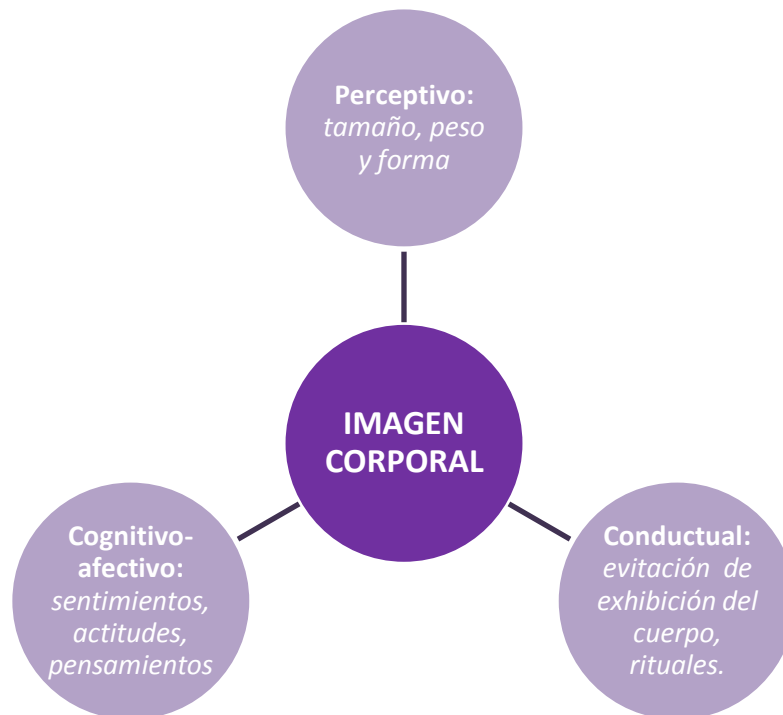 Perceptivo:
tamaño, peso
y forma
IMAGEN
CORPORAL
Cognitivo-
afectivo:
sentimientos,
actitudes,
pensamientos
Conductual:
evitación de
exhibición del
cuerpo,
rituales.